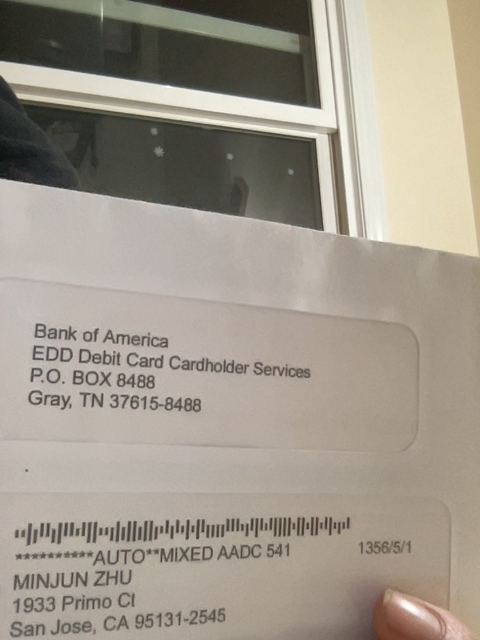 Bank of America
EDD Debit Card Cardholder Services
P.O. BOX 8488
Gray, TN 37615-8488
**********AUTO**MIXED AADC 541 1356/5/1
MINJUN ZHU
1933 Primo Ct
San Jose, CA 95131-2545